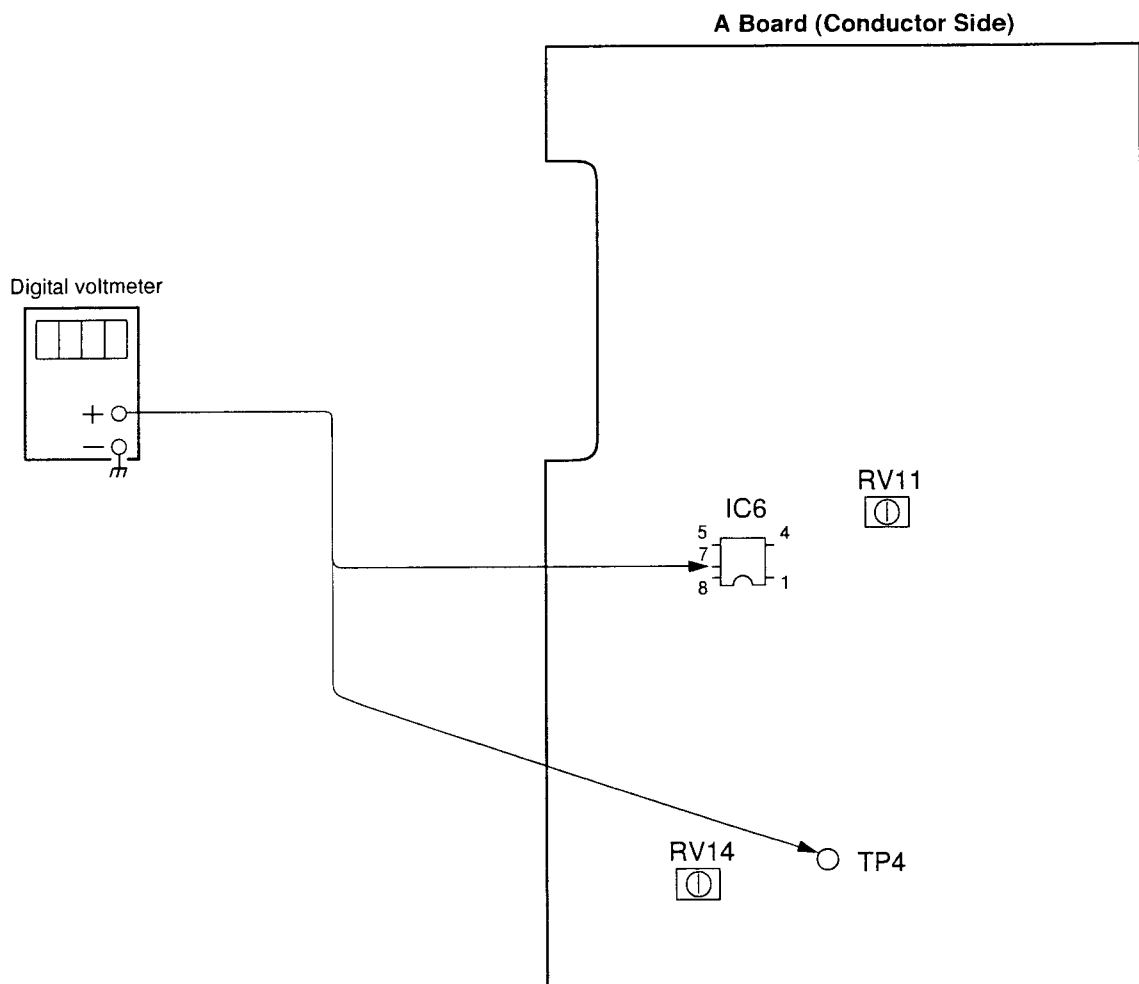 A Board (Conductor Side)
Digital voltmeter
+
−
RV11
IC6
5
4
7
8
1
RV14
TP4